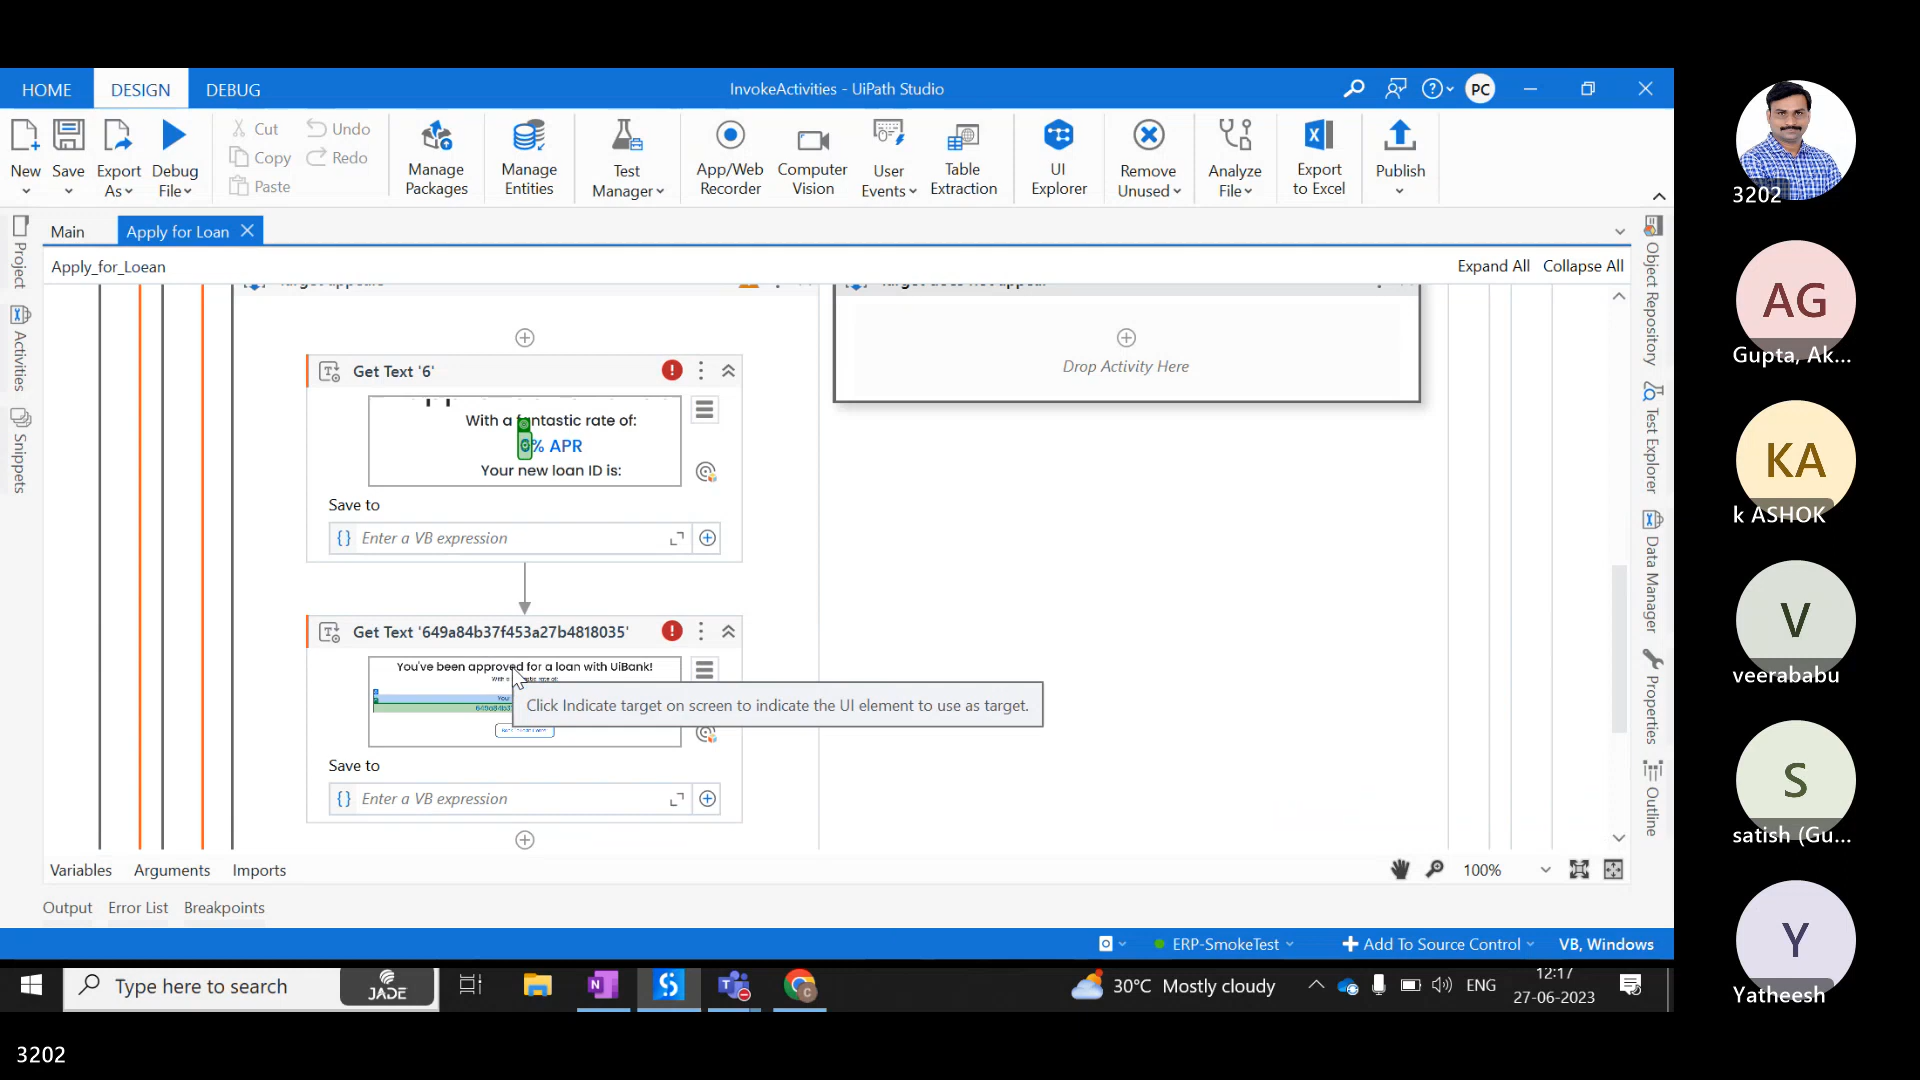 HOME DESIGN DEBUG
InvokeActivities - UiPath Studio
PC
New
Save
Export As
Debug File
Cut
Copy
Paste
Undo
Redo
Manage Packages
Manage Entities
Test Manager
App/Web Recorder
Computer Vision
User Events
Table Extraction
UI Explorer
Remove Unused
Analyze File
Export to Excel
Publish
Main
Apply for Loan
Apply_for_Loean
Expand All Collapse All
Project
Activities
Snippets
Get Text '6'
With a fantastic rate of:
% APR
Your new loan ID is:
Save to
Enter a VB expression
Get Text '649a84b37f453a27b4818035'
You've been approved for a loan with UiBank!
Click Indicate target on screen to indicate the UI element to use as target.
Save to
Enter a VB expression
Drop Activity Here
Object Repository
Test Explorer
Data Manager
Properties
Outline
Variables Arguments Imports
100%
Output Error List Breakpoints
ERP-SmokeTest
Add To Source Control
VB, Windows
Type here to search
JADE
30°C Mostly cloudy
ENG
12:17
27-06-2023
3202
3202
AG
Gupta, Ak...
KA
k ASHOK
V
veerababu
S
satish (Gu...
Y
Yatheesh